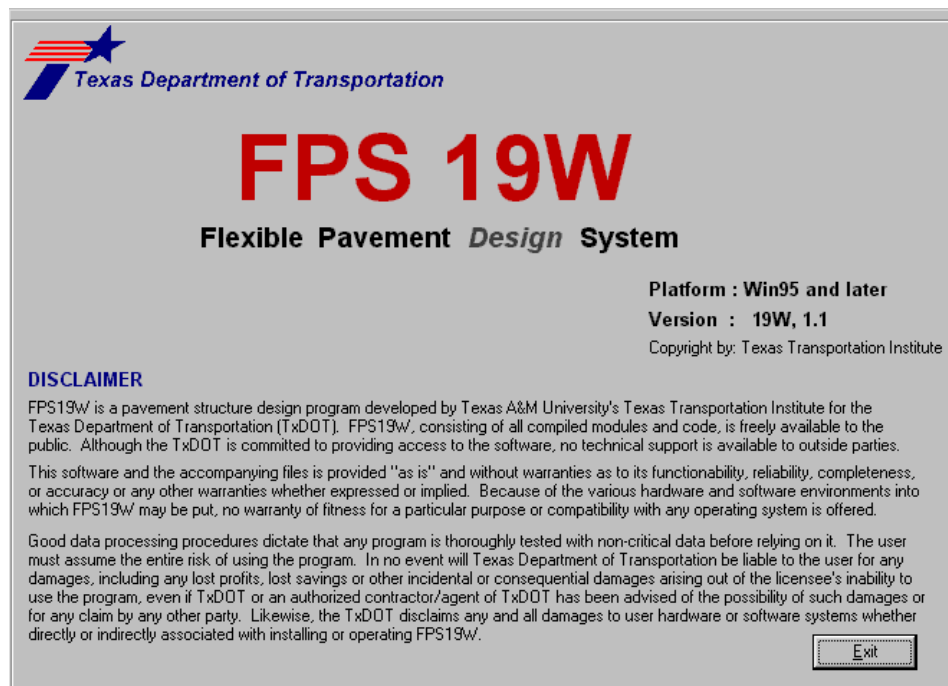 Texas Department of Transportation
FPS 19W
Flexible Pavement Design System
Platform : Win95 and later
Version : 19W, 1.1
Copyright by: Texas Transportation Institute
DISCLAIMER
FPS19W is a pavement structure design program developed by Texas A&M University's Texas Transportation Institute for the
Texas Department of Transportation (TxDOT). FPS19W, consisting of all compiled modules and code, is freely available to the
public. Although the TxDOT is committed to providing access to the software, no technical support is available to outside parties.
This software and the accompanying files is provided "as is" and without warranties as to its functionality, reliability, completeness,
or accuracy or any other warranties whether expressed or implied. Because of the various hardware and software environments into
which FPS19W may be put, no warranty of fitness for a particular purpose or compatibility with any operating system is offered.
Good data processing procedures dictate that any program is thoroughly tested with non-critical data before relying on it. The user
must assume the entire risk of using the program. In no event will Texas Department of Transportation be liable to the user for any
damages, including any lost profits, lost savings or other incidental or consequential damages arising out of the licensee's inability to
use the program, even if TxDOT or an authorized contractor/agent of TxDOT has been advised of the possibility of such damages or
for any claim by any other party. Likewise, the TxDOT disclaims any and all damages to user hardware or software systems whether
directly or indirectly associated with installing or operating FPS19W.
Exit